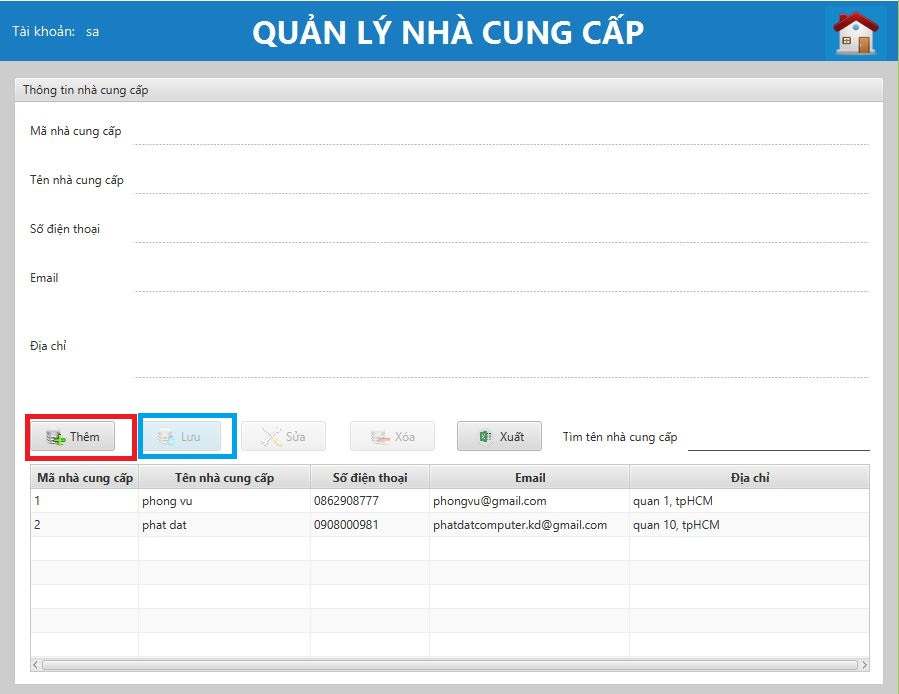 Tài khoản: sa
QUẢN LÝ NHÀ CUNG CẤP
Thông tin nhà cung cấp
Mã nhà cung cấp
Tên nhà cung cấp
Số điện thoại
Email
Địa chỉ
Thêm Lưu Sửa Xóa Xuất Tìm tên nhà cung cấp
Mã nhà cung cấp Tên nhà cung cấp Số điện thoại Email Địa chỉ
1 phong vu 0862908777 phongvu@gmail.com quan 1, tpHCM
2 phat dat 0908000981 phatdatcomputer.kd@gmail.com quan 10, tpHCM